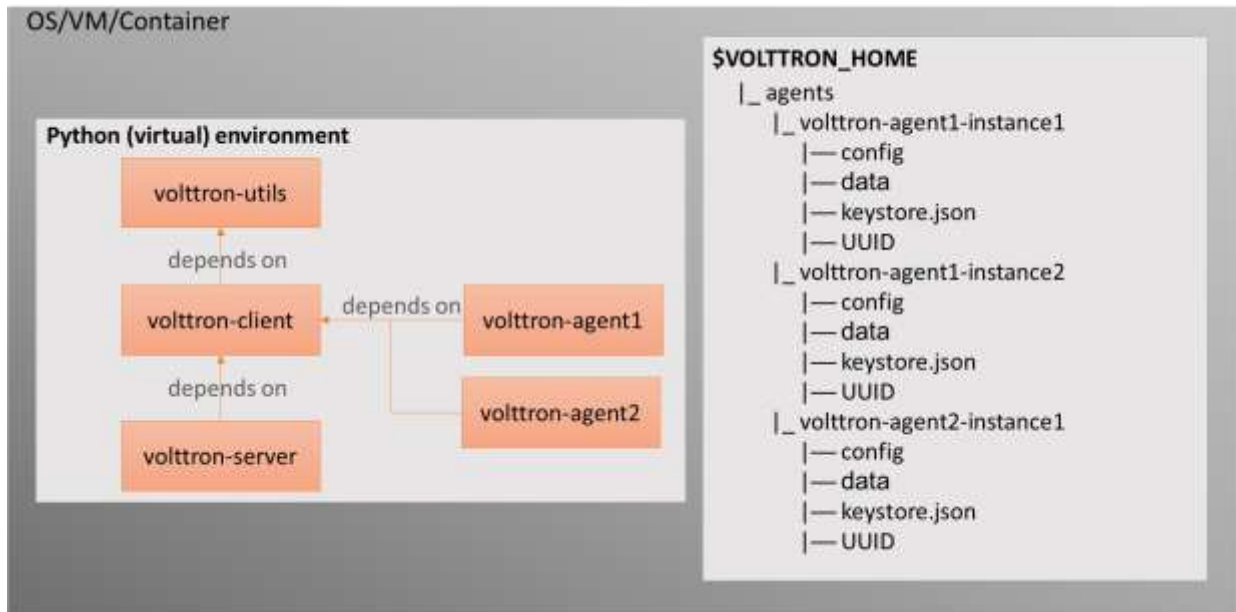 OS/VM/Container
Python (virtual) environment
volttron-utils
depends on
volttron-client
depends on
volttron-agent1
depends on
volttron-agent2
volttron-server
$VOLTTRON_HOME
|_ agents
|_ volttron-agent1-instance1
|— config
|— data
|— keystore.json
|— UUID
|_ volttron-agent1-instance2
|— config
|— data
|— keystore.json
|— UUID
|_ volttron-agent2-instance1
|— config
|— data
|— keystore.json
|— UUID